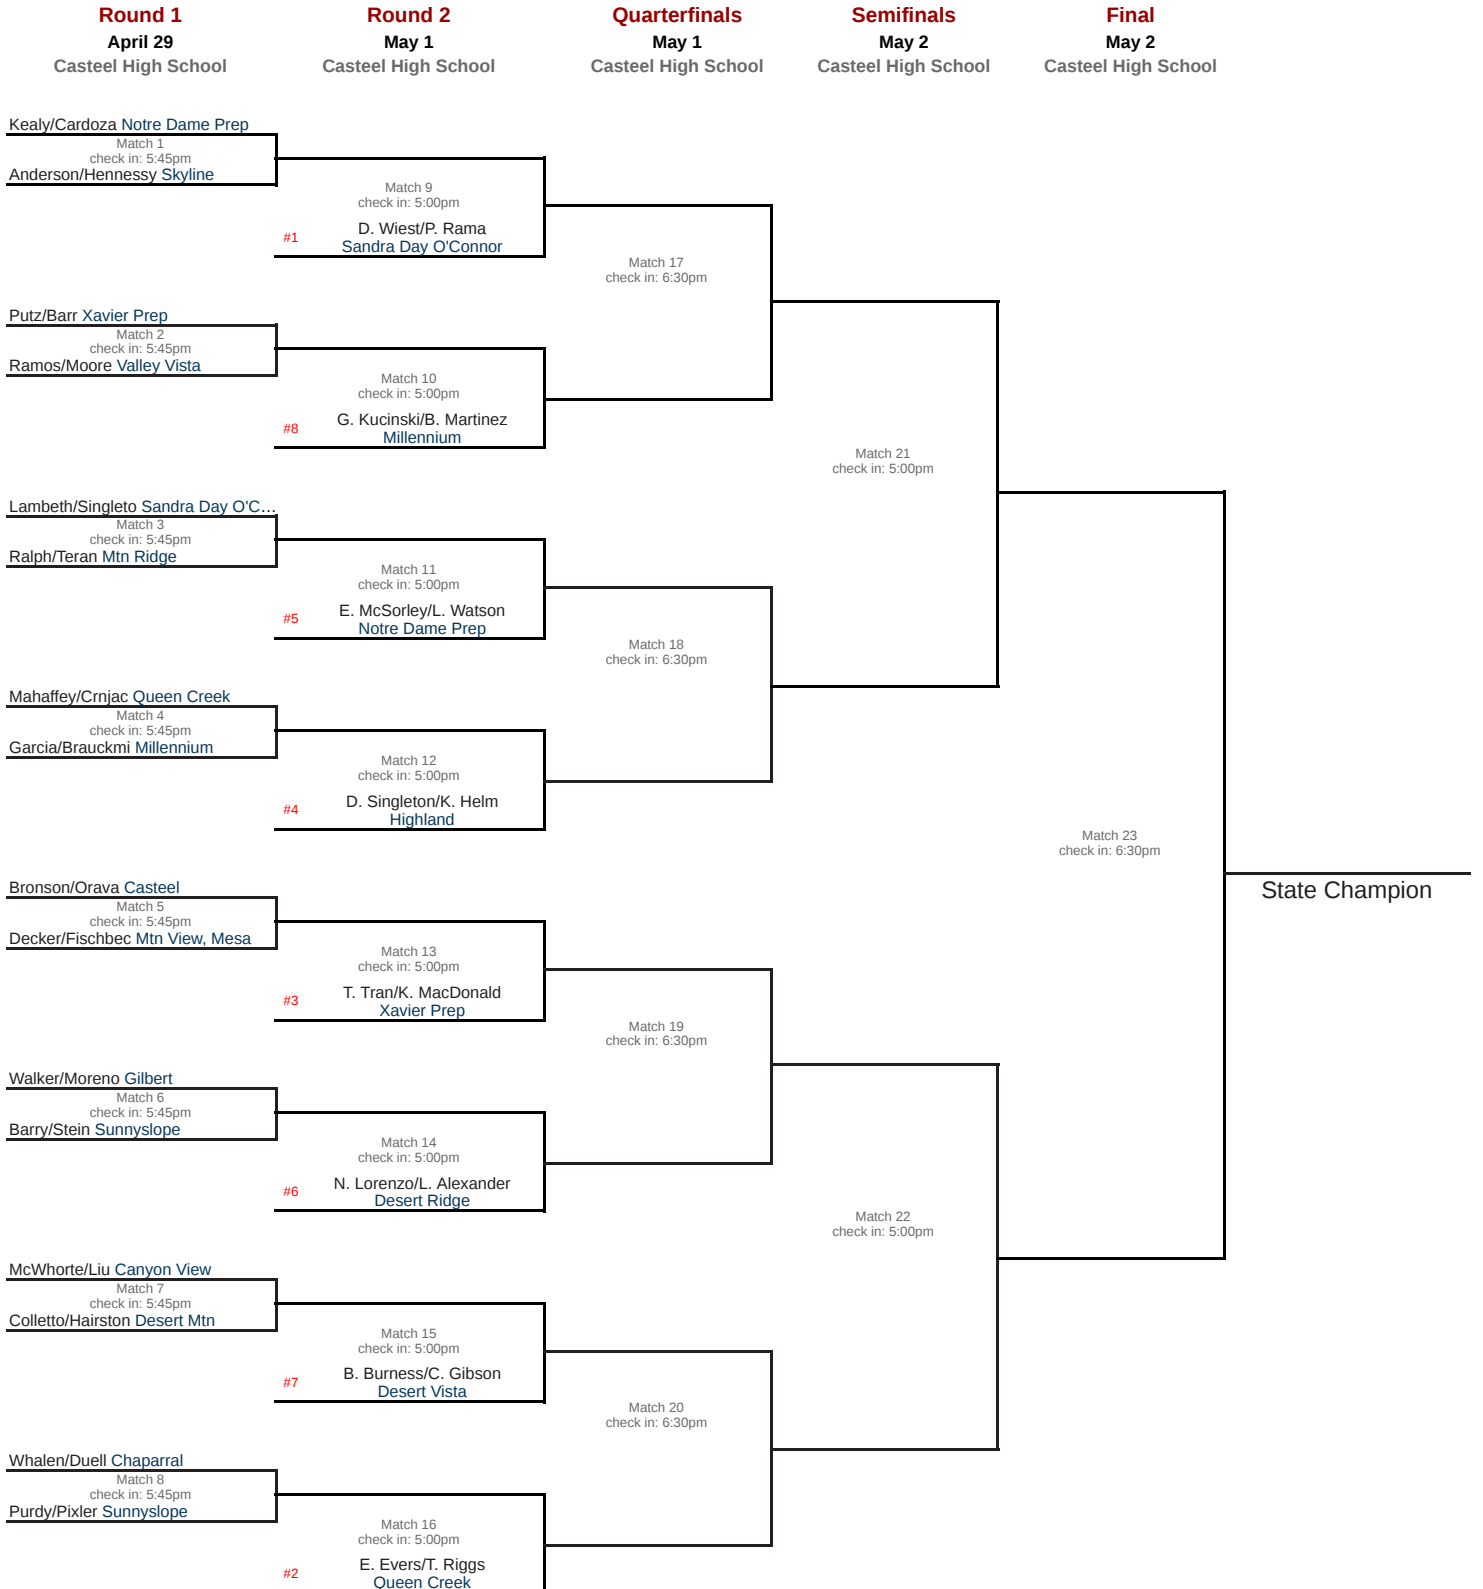 Round 1
April 29
Casteel High School
Round 2
May 1
Casteel High School
Quarterfinals
May 1
Casteel High School
Semifinals
May 2
Casteel High School
Final
May 2
Casteel High School
Kealy/Cardoza Notre Dame Prep
Match 1
check in: 5:45pm
Anderson/Hennessy Skyline
Putz/Barr Xavier Prep
Match 2
check in: 5:45pm
Ramos/Moore Valley Vista
Lambeth/Singleto Sandra Day O'C…
Match 3
check in: 5:45pm
Ralph/Teran Mtn Ridge
Mahaffey/Crnjac Queen Creek
Match 4
check in: 5:45pm
Garcia/Brauckmi Millennium
Bronson/Orava Casteel
Match 5
check in: 5:45pm
Decker/Fischbec Mtn View, Mesa
Walker/Moreno Gilbert
Match 6
check in: 5:45pm
Barry/Stein Sunnyslope
McWhorte/Liu Canyon View
Match 7
check in: 5:45pm
Colletto/Hairston Desert Mtn
Whalen/Duell Chaparral
Match 8
check in: 5:45pm
Purdy/Pixler Sunnyslope
Match 9
check in: 5:00pm
#1 D. Wiest/P. Rama
Sandra Day O'Connor
Match 10
check in: 5:00pm
#8 G. Kucinski/B. Martinez
Millennium
Match 11
check in: 5:00pm
#5 E. McSorley/L. Watson
Notre Dame Prep
Match 12
check in: 5:00pm
#4 D. Singleton/K. Helm
Highland
Match 13
check in: 5:00pm
#3 T. Tran/K. MacDonald
Xavier Prep
Match 14
check in: 5:00pm
#6 N. Lorenzo/L. Alexander
Desert Ridge
Match 15
check in: 5:00pm
#7 B. Burness/C. Gibson
Desert Vista
Match 16
check in: 5:00pm
#2 E. Evers/T. Riggs
Queen Creek
Match 17
check in: 6:30pm
Match 18
check in: 6:30pm
Match 19
check in: 6:30pm
Match 20
check in: 6:30pm
Match 21
check in: 5:00pm
Match 22
check in: 5:00pm
Match 23
check in: 6:30pm
State Champion